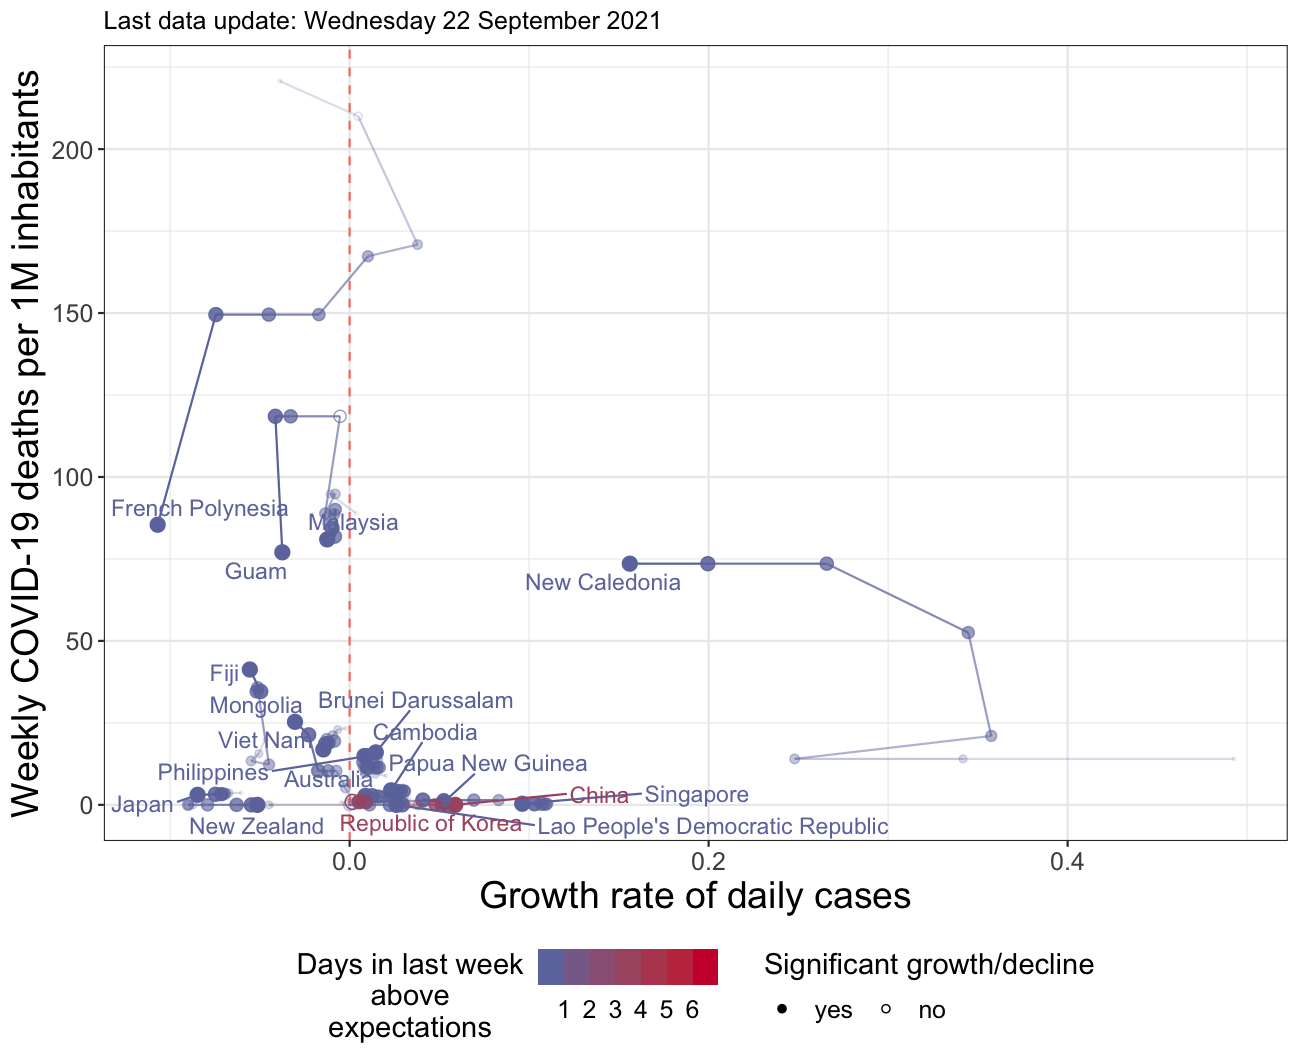 Last data update: Wednesday 22 September 2021
Weekly COVID-19 deaths per 1M inhabitants
200
150
100
50
0
French Polynesia
Malaysia
Guam
New Caledonia
Fiji
Mongolia
Brunei Darussalam
Viet Nam
Cambodia
Philippines
Australia
Papua New Guinea
Japan
China
Singapore
New Zealand
Republic of Korea
Lao People's Democratic Republic
0.0
0.2
0.4
Growth rate of daily cases
Days in last week
above
expectations
1 2 3 4 5 6
Significant growth/decline
yes
no